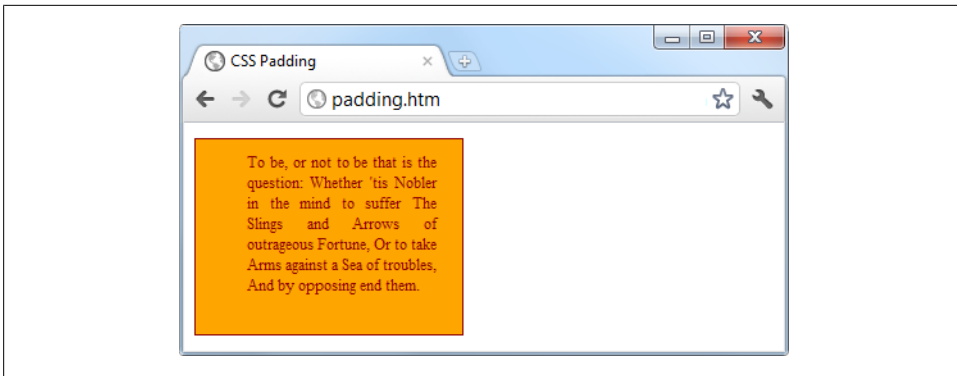 CSS Padding
padding.htm
To be, or not to be that is the
question: Whether 'tis Nobler
in the mind to suffer The
Slings and Arrows of
outrageous Fortune, Or to take
Arms against a Sea of troubles,
And by opposing end them.